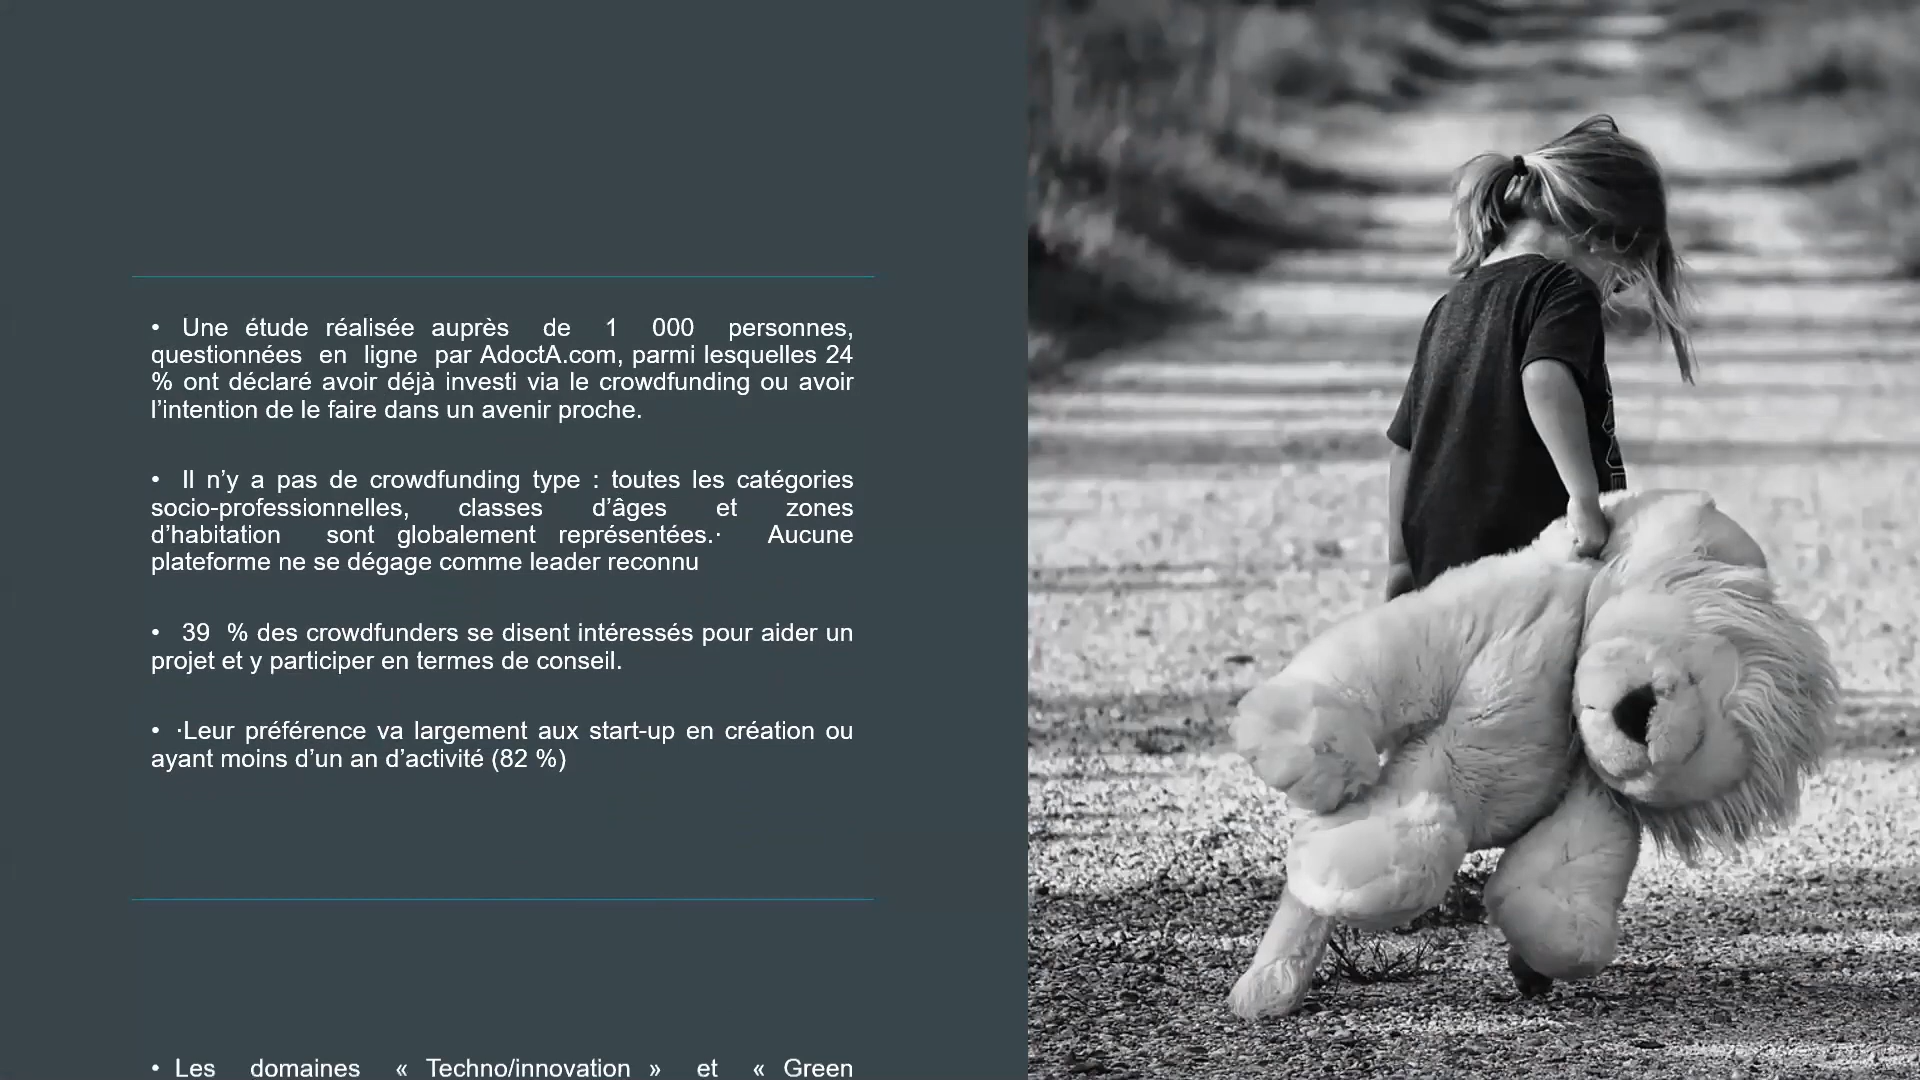 • Une étude réalisée auprès de 1 000 personnes,
questionnées en ligne par AdoctA.com, parmi lesquelles 24
% ont déclaré avoir déjà investi via le crowdfunding ou avoir
l’intention de le faire dans un avenir proche.
• Il n’y a pas de crowdfunding type : toutes les catégories
socio-professionnelles, classes d’âges et zones
d’habitation sont globalement représentées.· Aucune
plateforme ne se dégage comme leader reconnu
• 39 % des crowdfunders se disent intéressés pour aider un
projet et y participer en termes de conseil.
• ·Leur préférence va largement aux start-up en création ou
ayant moins d’un an d’activité (82 %)
• Les domaines « Techno/innovation » et « Green